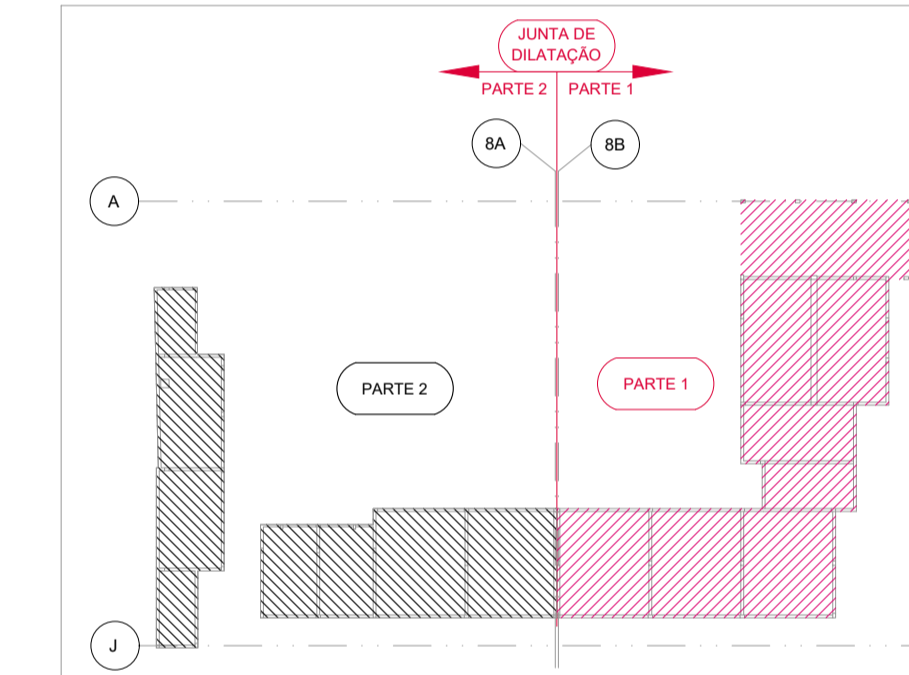 JUNTA DE
DILATAÇÃO
PARTE 2
PARTE 1
8A
8B
A
PARTE 2
PARTE 1
J